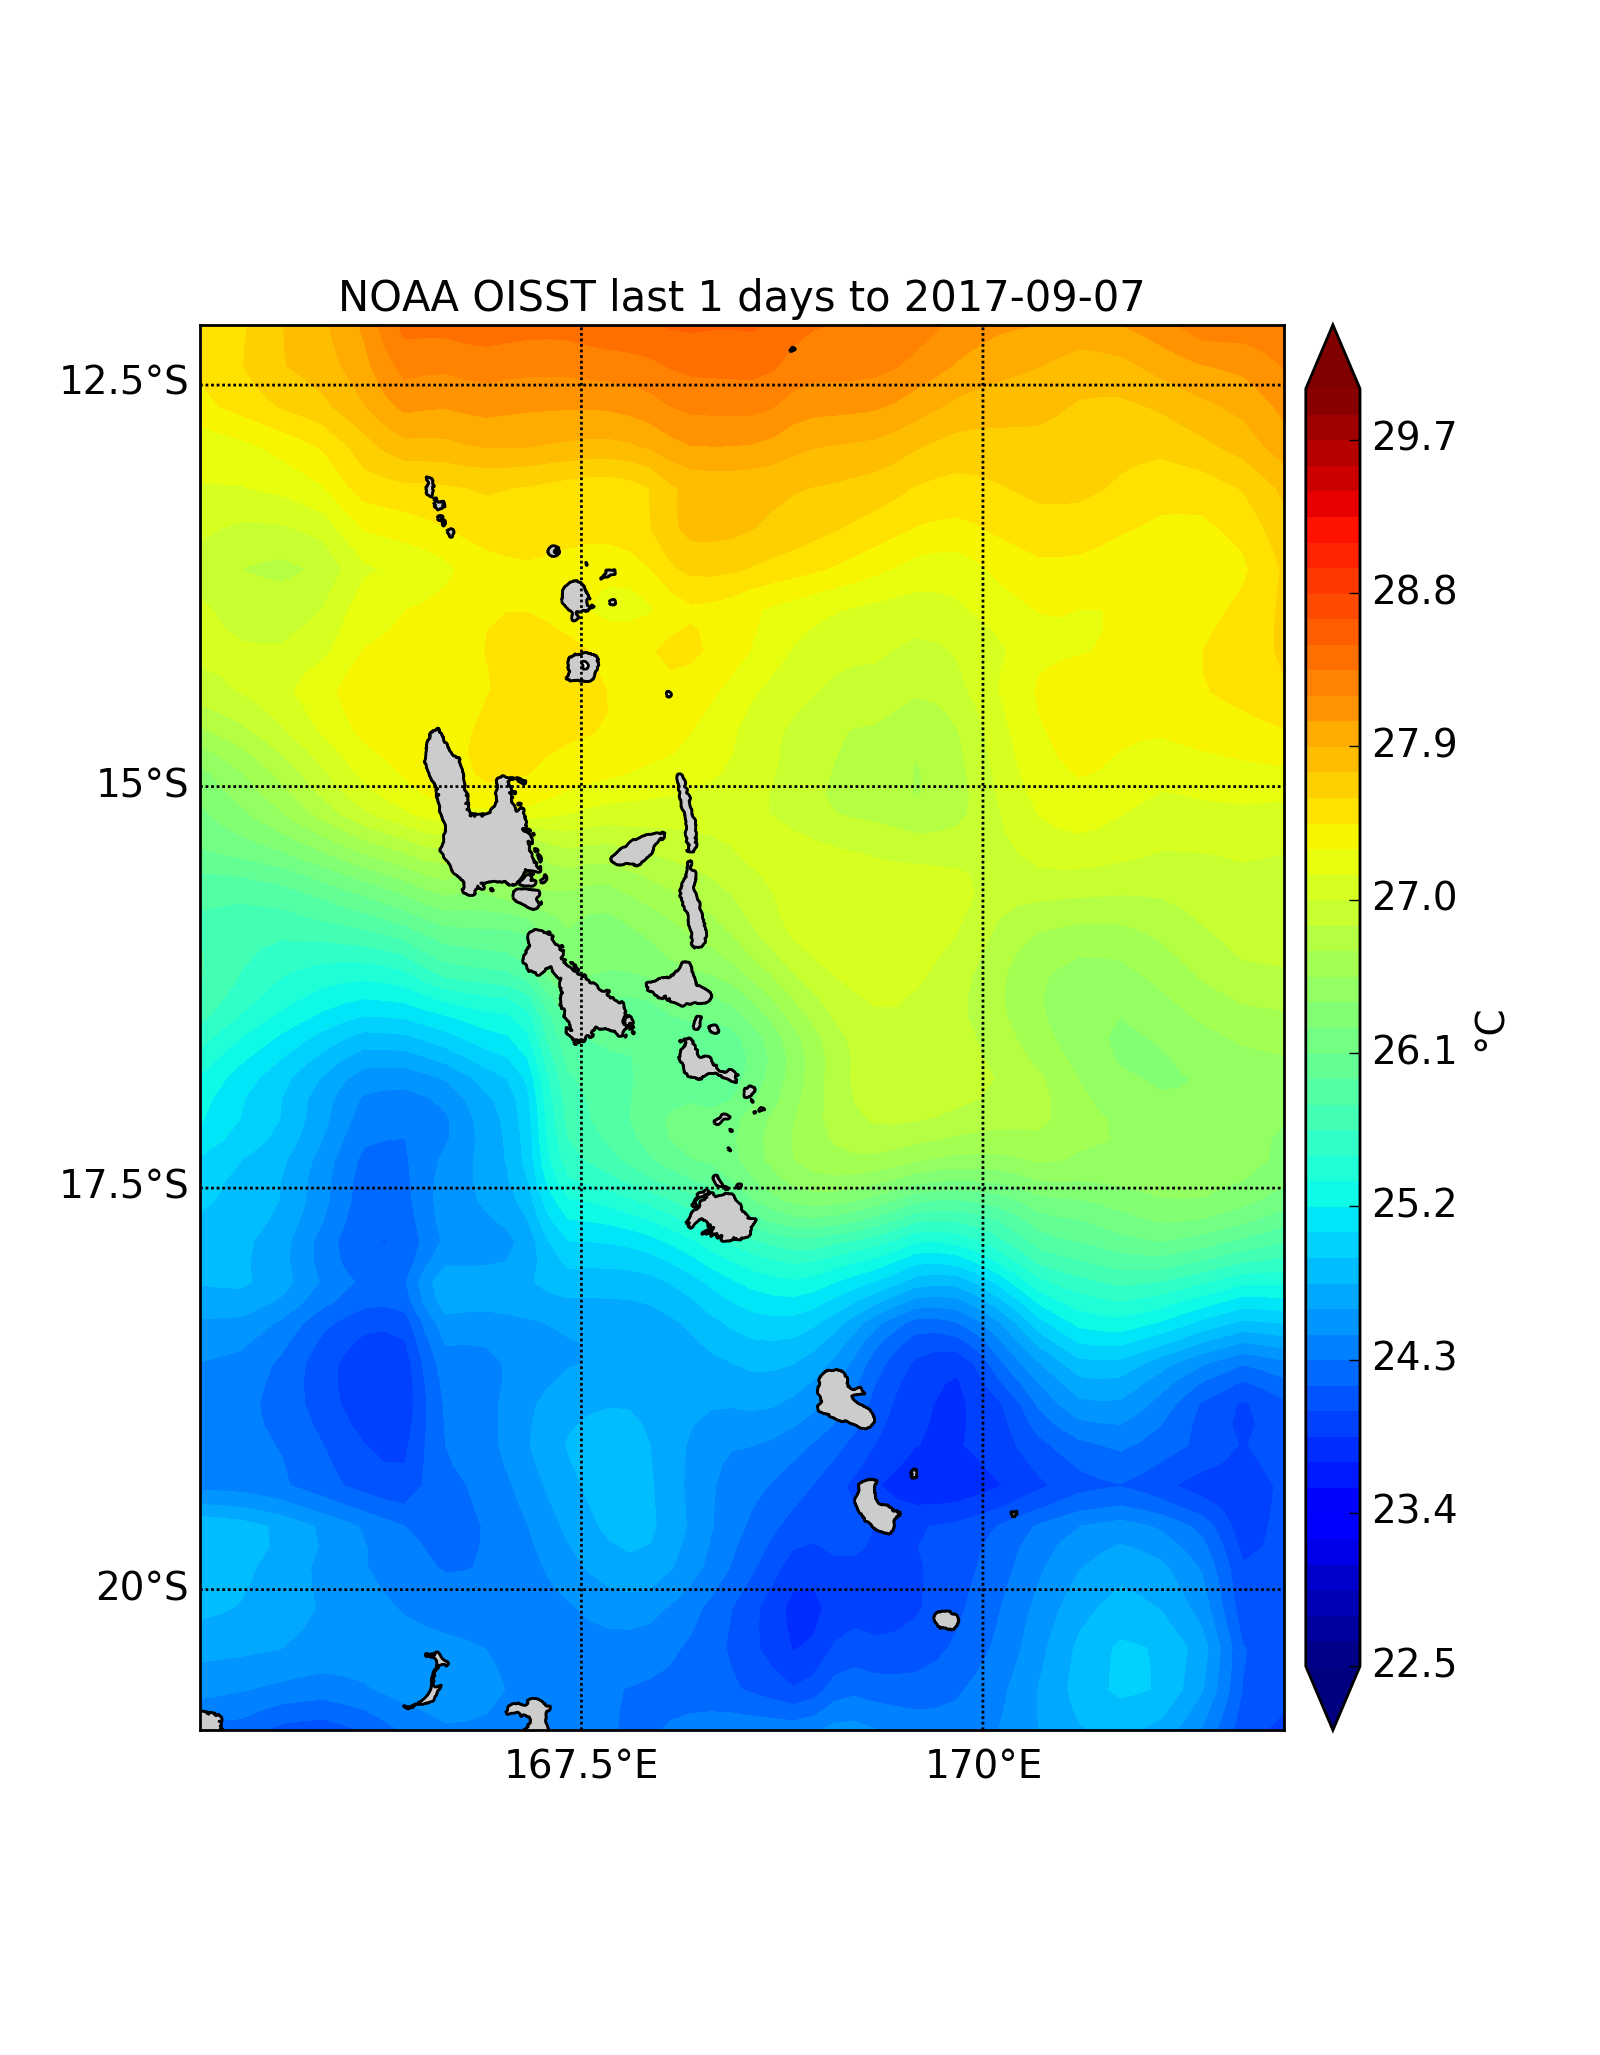 NOAA OISST last 1 days to 2017-09-07
12.5°S
15°S
17.5°S
20°S
167.5°E
170°E
29.7
28.8
27.9
27.0
26.1
25.2
24.3
23.4
22.5
°C